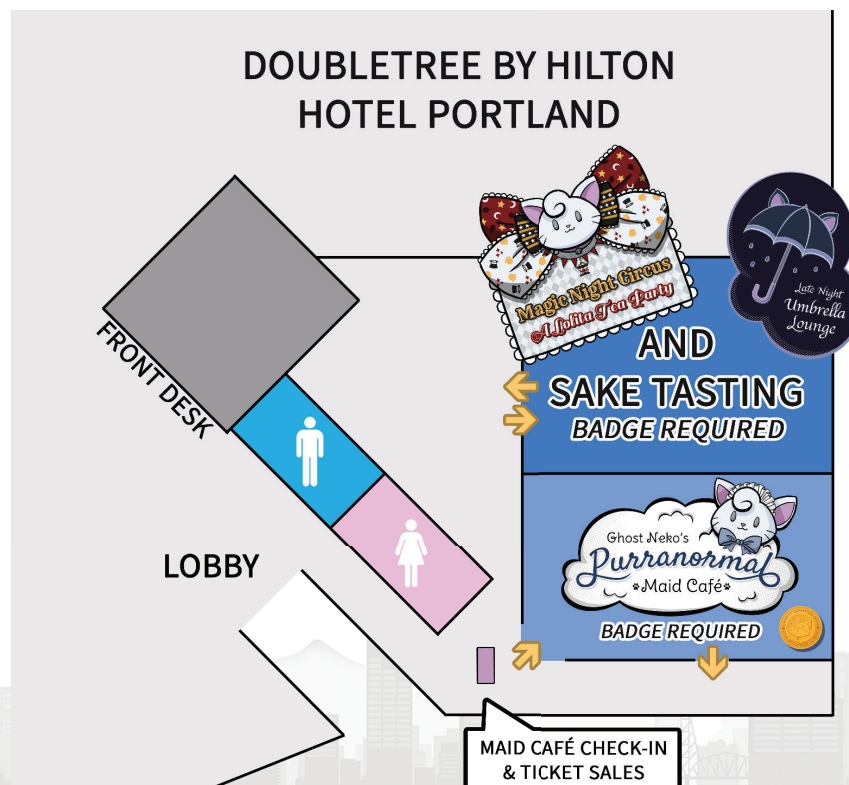 DOUBLETREE BY HILTON
HOTEL PORTLAND
Magic Night Circus
A Lolita Tea Party
Late Night
Umbrella
Lounge
AND
SAKE TASTING
BADGE REQUIRED
FRONT DESK
LOBBY
Ghost Neko's
Purranormal
Maid Café
BADGE REQUIRED
MAID CAFÉ CHECK-IN
& TICKET SALES